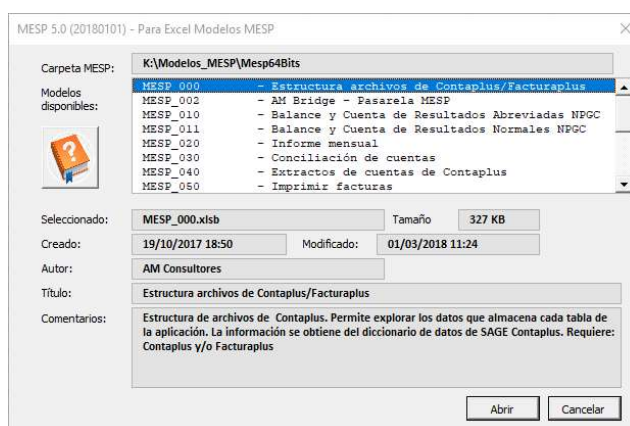 MESP 5.0 (20180101) - Para Excel Modelos MESP
Carpeta MESP: K:\Modelos_MESP\Mesp64Bits
Modelos disponibles:
MESP_000 - Estructura archivos de Contaplus/Facturaplus
MESP_002 - AM Bridge - Pasarela MESP
MESP_010 - Balance y Cuenta de Resultados Abreviadas NPGC
MESP_011 - Balance y Cuenta de Resultados Normales NPGC
MESP_020 - Informe mensual
MESP_030 - Conciliación de cuentas
MESP_040 - Extractos de cuentas de Contaplus
MESP_050 - Imprimir facturas
Seleccionado: MESP_000.xlsb Tamaño 327 KB
Creado: 19/10/2017 18:50 Modificado: 01/03/2018 11:24
Autor: AM Consultores
Título: Estructura archivos de Contaplus/Facturaplus
Comentarios: Estructura de archivos de Contaplus. Permite explorar los datos que almacena cada tabla de
la aplicación. La información se obtiene del diccionario de datos de SAGE Contaplus. Requiere:
Contaplus y/o Facturaplus
Abrir Cancelar